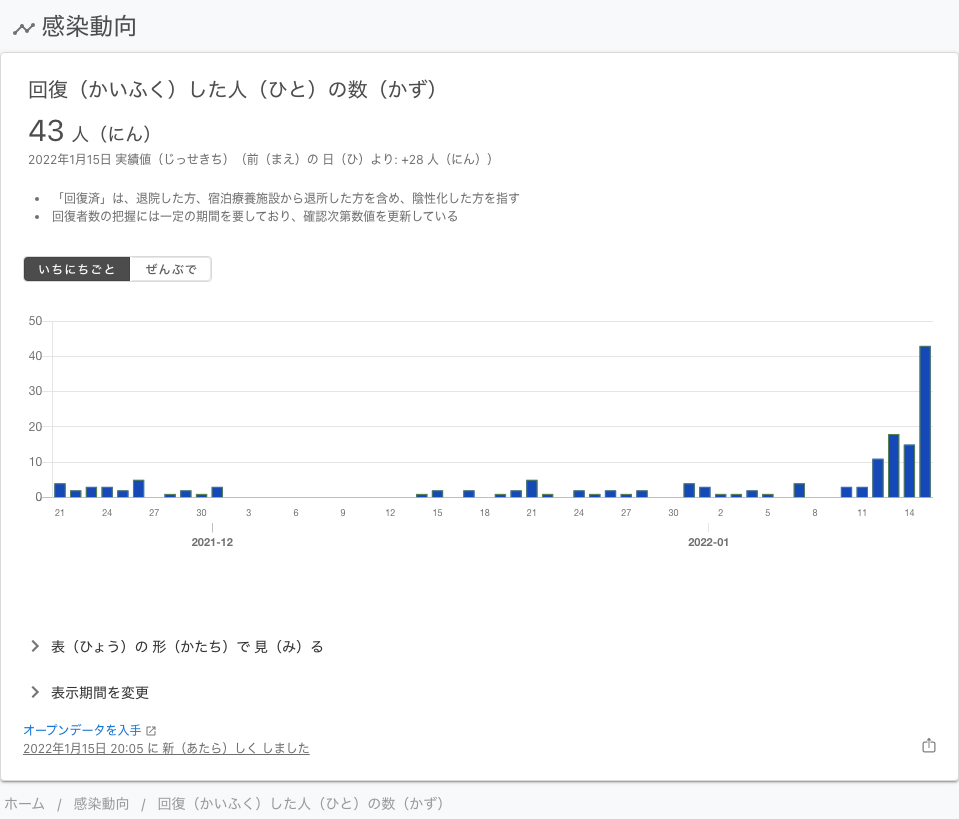 感染動向
回復（かいふく）した人（ひと）の数（かず）
43 人（にん）
2022年1月15日 実績値（じっせきち）（前（まえ）の 日（ひ）より: +28 人（にん））
• 「回復済」は、退院した方、宿泊療養施設から退所した方を含め、陰性化した方を指す
• 回復者数の把握には一定の期間を要しており、確認次第数値を更新している
いちにちごと ぜんぶで
50
40
30
20
10
0
21 24 27 30 3 6 9 12 15 18 21 24 27 30 2 5 8 11 14
2021-12 2022-01
表（ひょう）の 形（かたち）で 見（み）る
表示期間を変更
オープンデータを入手
2022年1月15日 20:05 に 新（あたら）しく しました
ホーム / 感染動向 / 回復（かいふく）した人（ひと）の数（かず）